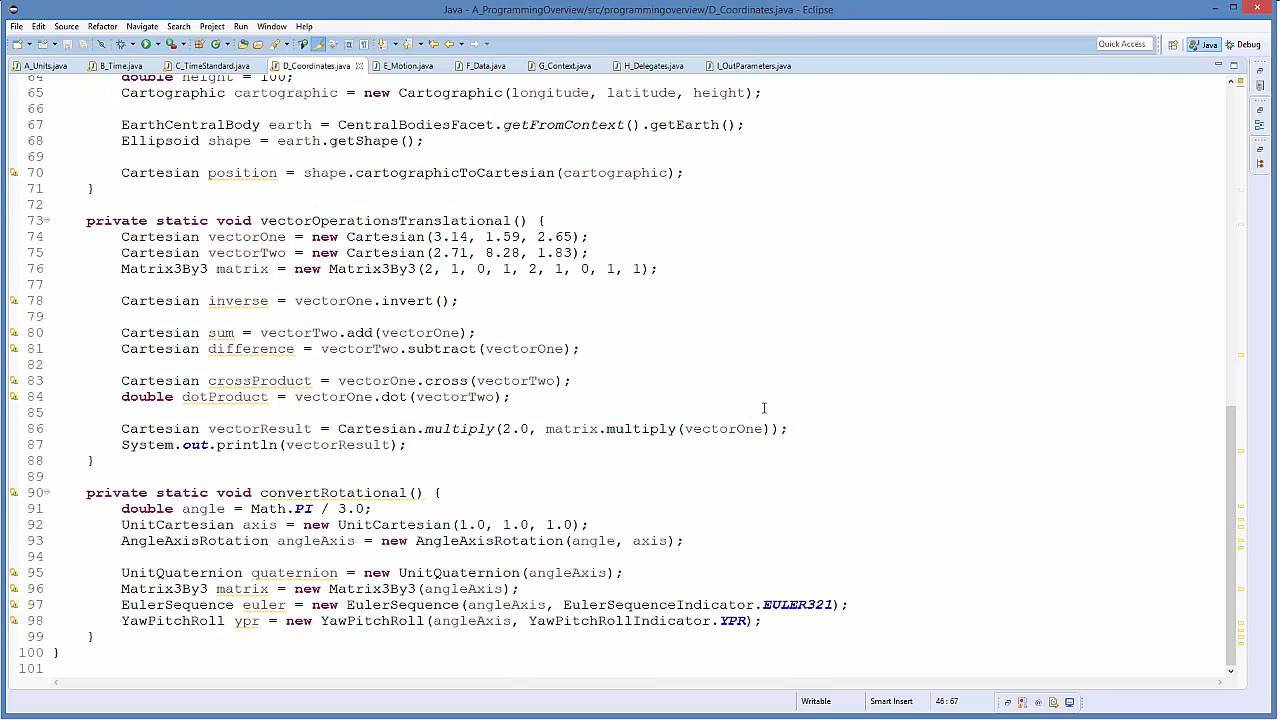 Java - A_ProgrammingOverview/src/programmingoverview/D_Coordinates.java - Eclipse
File Edit Source Refactor Navigate Search Project Run Window Help
Quick Access Java Debug
A_Units.java B_Time.java C_TimeStandard.java D_Coordinates.java E_Motion.java F_Data.java G_Context.java H_Delegates.java I_OutParameters.java
64 double height = 100;
65 Cartographic cartographic = new Cartographic(longitude, latitude, height);
66
67 EarthCentralBody earth = CentralBodiesFacet.getFromContext().getEarth();
68 Ellipsoid shape = earth.getShape();
69
70 Cartesian position = shape.cartographicToCartesian(cartographic);
71 }
72
73 private static void vectorOperationsTranslational() {
74 Cartesian vectorOne = new Cartesian(3.14, 1.59, 2.65);
75 Cartesian vectorTwo = new Cartesian(2.71, 8.28, 1.83);
76 Matrix3By3 matrix = new Matrix3By3(2, 1, 0, 1, 2, 1, 0, 1, 1);
77
78 Cartesian inverse = vectorOne.invert();
79
80 Cartesian sum = vectorTwo.add(vectorOne);
81 Cartesian difference = vectorTwo.subtract(vectorOne);
82
83 Cartesian crossProduct = vectorOne.cross(vectorTwo);
84 double dotProduct = vectorOne.dot(vectorTwo);
85
86 Cartesian vectorResult = Cartesian.multiply(2.0, matrix.multiply(vectorOne));
87 System.out.println(vectorResult);
88 }
89
90 private static void convertRotational() {
91 double angle = Math.PI / 3.0;
92 UnitCartesian axis = new UnitCartesian(1.0, 1.0, 1.0);
93 AngleAxisRotation angleAxis = new AngleAxisRotation(angle, axis);
94
95 UnitQuaternion quaternion = new UnitQuaternion(angleAxis);
96 Matrix3By3 matrix = new Matrix3By3(angleAxis);
97 EulerSequence euler = new EulerSequence(angleAxis, EulerSequenceIndicator.EULER321);
98 YawPitchRoll ypr = new YawPitchRoll(angleAxis, YawPitchRollIndicator.YPR);
99 }
100 }
101
Writable Smart Insert 46 : 67